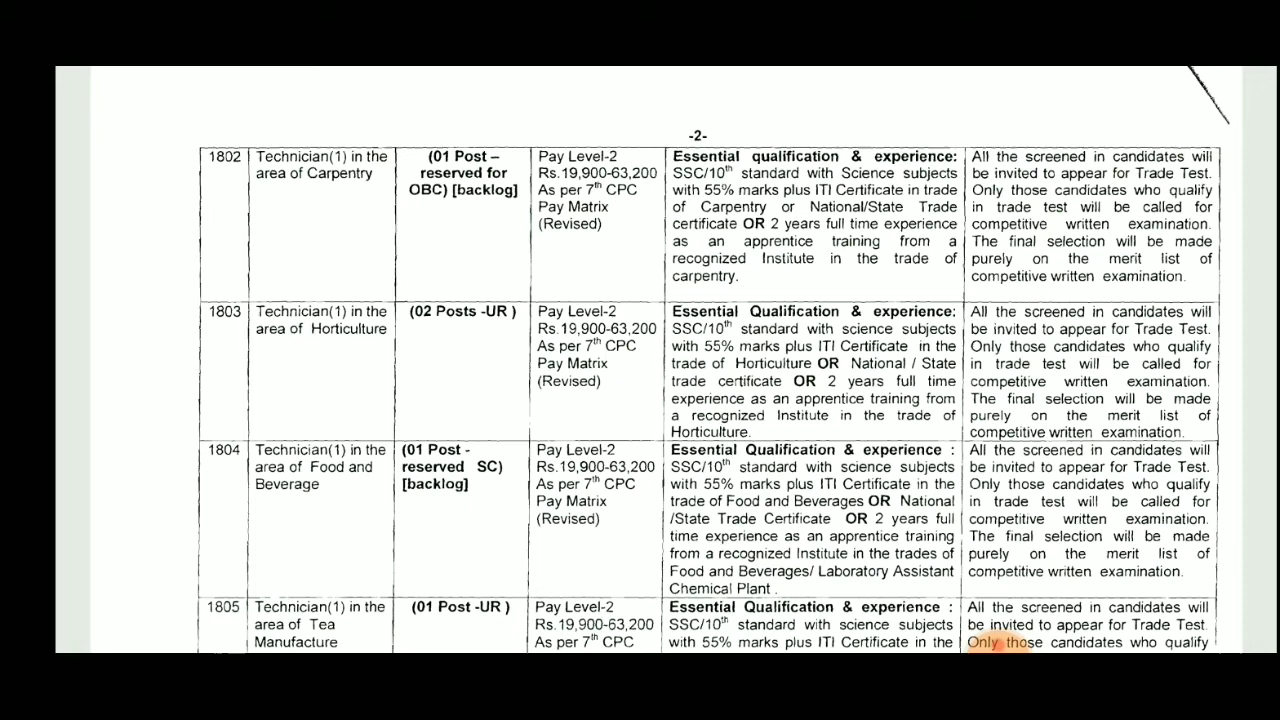 -2-
1802
Technician(1) in the
area of Carpentry
(01 Post –
reserved for
OBC) [backlog]
Pay Level-2
Rs.19,900-63,200
As per 7th CPC
Pay Matrix
(Revised)
Essential qualification & experience:
SSC/10th standard with Science subjects
with 55% marks plus ITI Certificate in trade
of Carpentry or National/State Trade
certificate OR 2 years full time experience
as an apprentice training from a
recognized Institute in the trade of
carpentry.
All the screened in candidates will
be invited to appear for Trade Test.
Only those candidates who qualify
in trade test will be called for
competitive written examination.
The final selection will be made
purely on the merit list of
competitive written examination.
1803
Technician(1) in the
area of Horticulture
(02 Posts -UR )
Pay Level-2
Rs.19,900-63,200
As per 7th CPC
Pay Matrix
(Revised)
Essential Qualification & experience:
SSC/10th standard with science subjects
with 55% marks plus ITI Certificate in the
trade of Horticulture OR National / State
trade certificate OR 2 years full time
experience as an apprentice training from
a recognized Institute in the trade of
Horticulture.
All the screened in candidates will
be invited to appear for Trade Test.
Only those candidates who qualify
in trade test will be called for
competitive written examination.
The final selection will be made
purely on the merit list of
competitive written examination.
1804
Technician(1) in the
area of Food and
Beverage
(01 Post -
reserved SC)
[backlog]
Pay Level-2
Rs.19,900-63,200
As per 7th CPC
Pay Matrix
(Revised)
Essential Qualification & experience :
SSC/10th standard with science subjects
with 55% marks plus ITI Certificate in the
trade of Food and Beverages OR National
/State Trade Certificate OR 2 years full
time experience as an apprentice training
from a recognized Institute in the trades of
Food and Beverages/ Laboratory Assistant
Chemical Plant .
All the screened in candidates will
be invited to appear for Trade Test.
Only those candidates who qualify
in trade test will be called for
competitive written examination.
The final selection will be made
purely on the merit list of
competitive written examination.
1805
Technician(1) in the
area of Tea
Manufacture
(01 Post -UR )
Pay Level-2
Rs.19,900-63,200
As per 7th CPC
Essential Qualification & experience :
SSC/10th standard with science subjects
with 55% marks plus ITI Certificate in the
All the screened in candidates will
be invited to appear for Trade Test.
Only those candidates who qualify